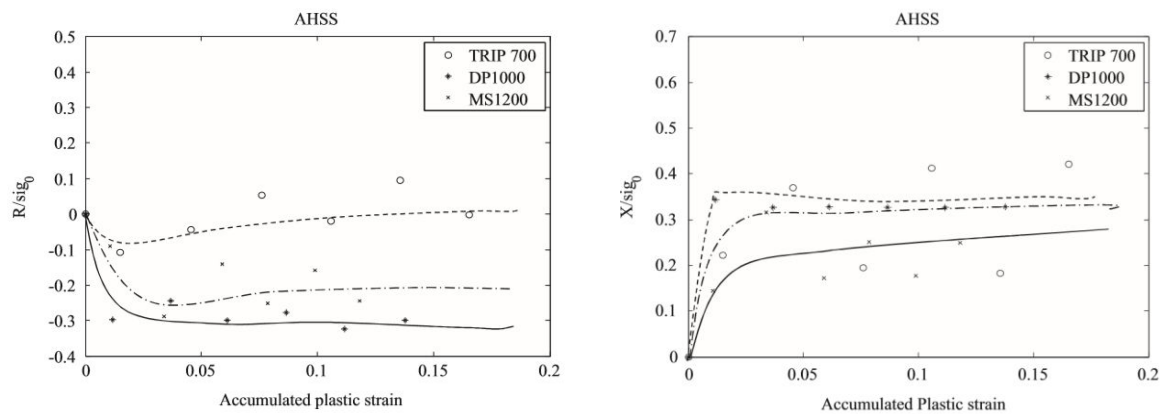 AHSS
0.5
0.4
0.3
0.2
0.1
0
-0.1
-0.2
-0.3
-0.4
R/sig0
TRIP 700
DP1000
MS1200
0 0.05 0.1 0.15 0.2
Accumulated plastic strain
AHSS
0.7
0.6
0.5
0.4
0.3
0.2
0.1
0
X/sig0
TRIP 700
DP1000
MS1200
0 0.05 0.1 0.15 0.2
Accumulated Plastic strain